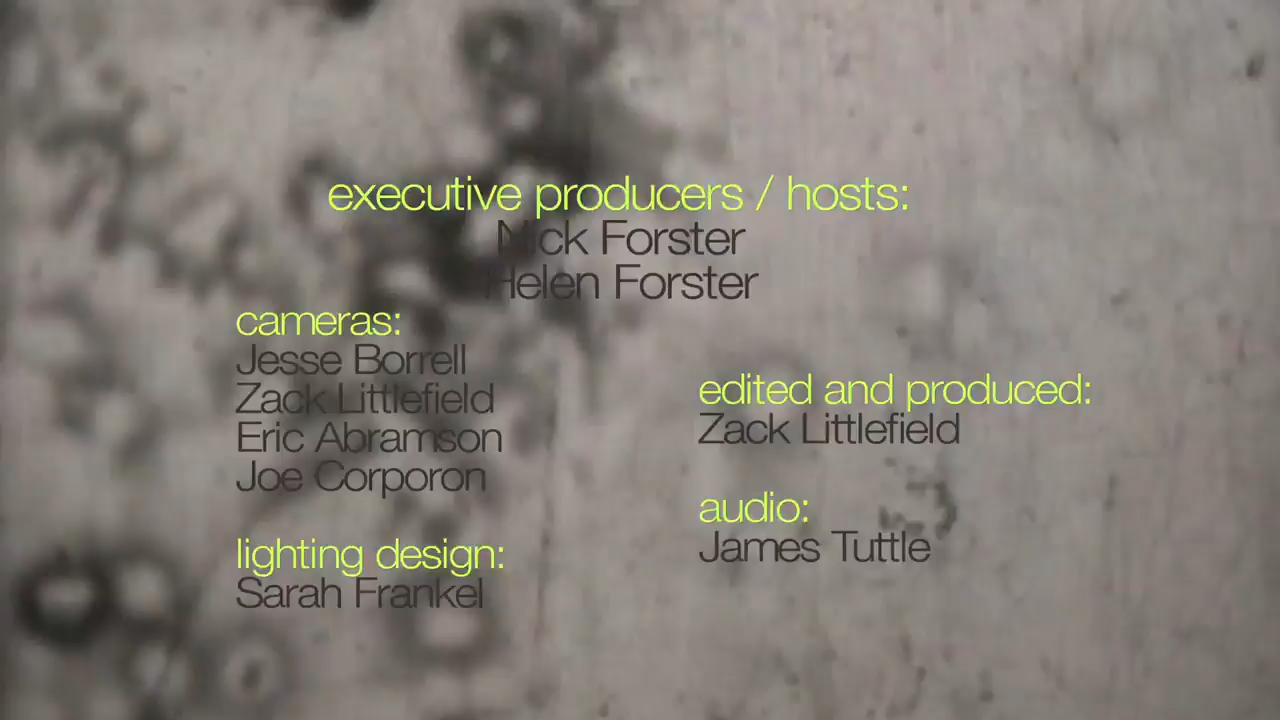 executive producers / hosts:
Nick Forster
Helen Forster
cameras:
Jesse Borrell
Zack Littlefield
Eric Abramson
Joe Corporon
lighting design:
Sarah Frankel
edited and produced:
Zack Littlefield
audio:
James Tuttle